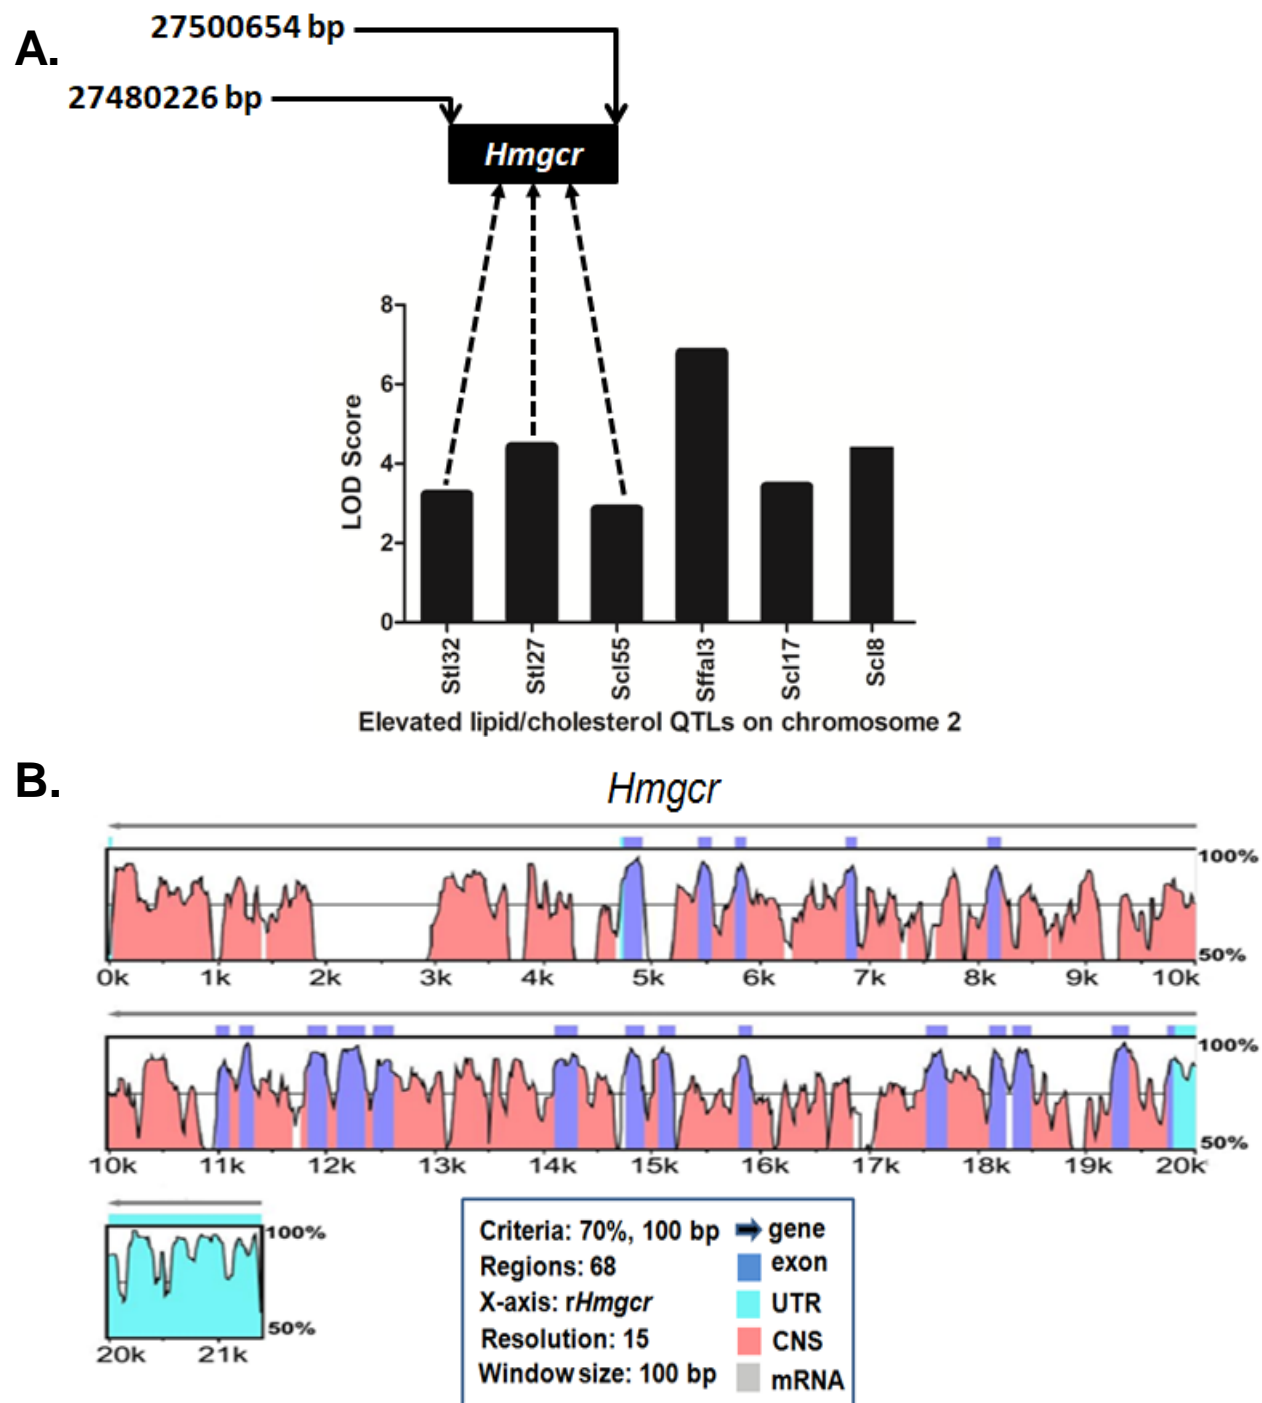 A.
27500654 bp
27480226 bp
Hmgcr
8
6
4
2
0
LOD Score
Stl32 Stl27 Scl55 Sffal3 Scl17 Scl8
Elevated lipid/cholesterol QTLs on chromosome 2
B.
Hmgcr
100%
50%
0k 1k 2k 3k 4k 5k 6k 7k 8k 9k 10k
100%
50%
10k 11k 12k 13k 14k 15k 16k 17k 18k 19k 20k
100%
50%
20k 21k
Criteria: 70%, 100 bp gene
Regions: 68 exon
X-axis: rHmgcr UTR
Resolution: 15 CNS
Window size: 100 bp mRNA